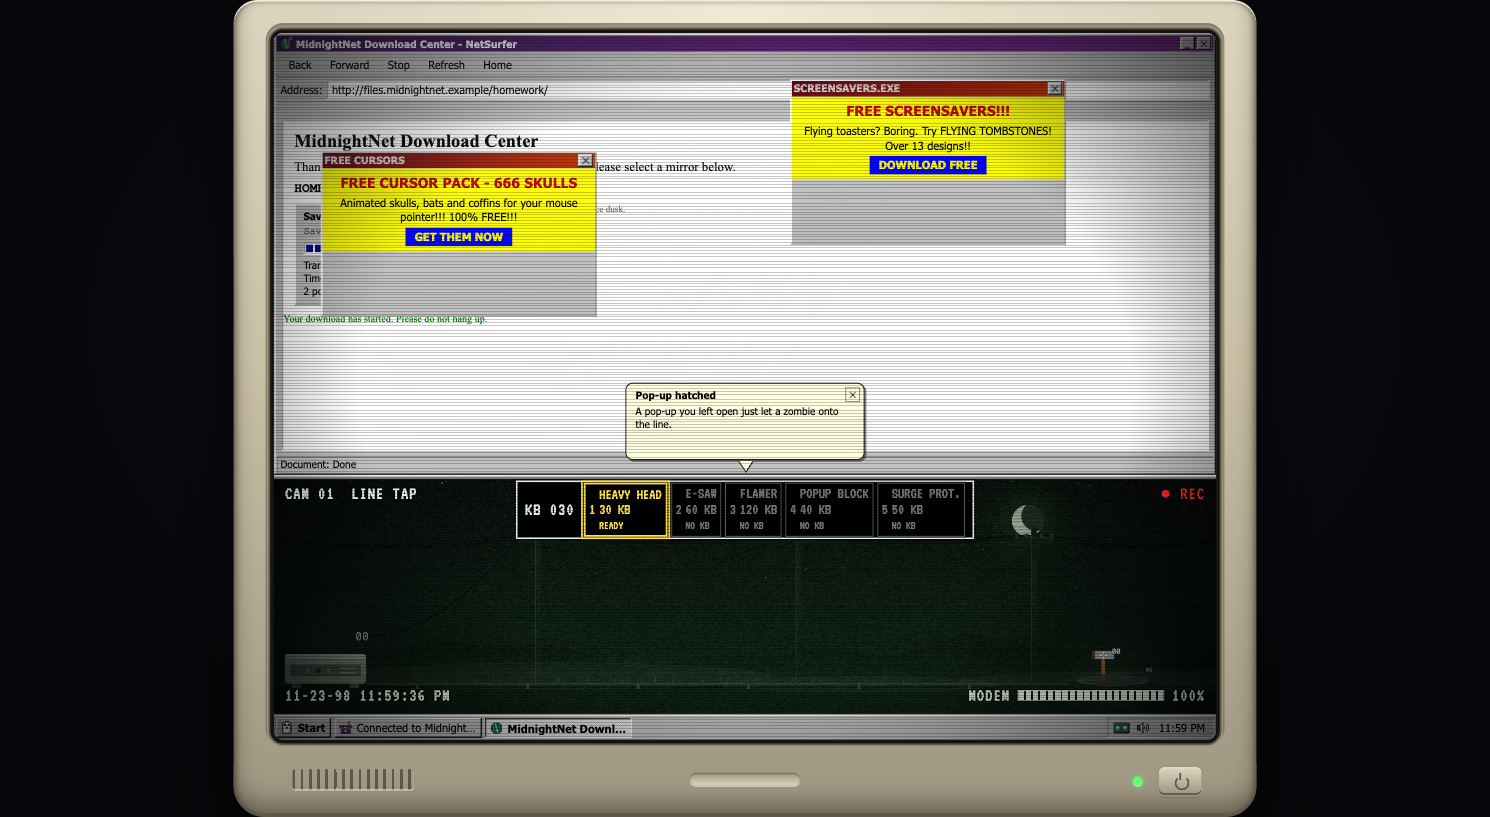 MidnightNet Download Center - NetSurfer
Back Forward Stop Refresh Home
Address: http://files.midnightnet.example/homework/
SCREENSAVERS.EXE
FREE SCREENSAVERS!!!
Flying toasters? Boring. Try FLYING TOMBSTONES!
Over 13 designs!!
DOWNLOAD FREE
MidnightNet Download Center
lease select a mirror below.
FREE CURSORS
FREE CURSOR PACK - 666 SKULLS
Animated skulls, bats and coffins for your mouse
pointer!!! 100% FREE!!!
GET THEM NOW
dusk.
Sav
Sav
2
Your download has started. Please do not hang up.
Pop-up hatched
A pop-up you left open just let a zombie onto
the line.
Document: Done
CAM 01 LINE TAP
KB 030
HEAVY HEAD
1 30 KB
READY
E-SAW
2 60 KB
NO KB
FLAMER
3 120 KB
NO KB
POPUP BLOCK
4 40 KB
NO KB
SURGE PROT.
5 50 KB
NO KB
REC
00
00
11-23-98 11:59:36 PM
MODEM 100%
Start
Connected to Midnight...
MidnightNet Downl...
11:59 PM